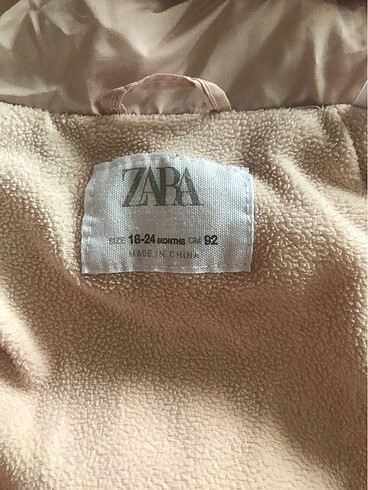 ZARA
SIZE 18-24 MONTHS CM 92
MADE IN CHINA